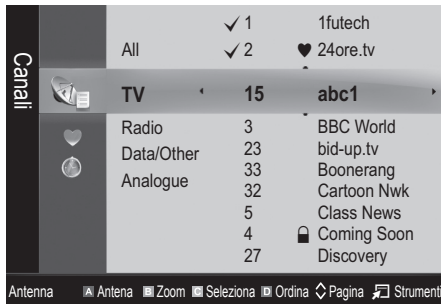 Canali
✓ 1 1futech
All ✓ 2 ♥ 24ore.tv
TV 15 abc1
Radio 3 BBC World
Data/Other 23 bid-up.tv
Analogue 33 Boonerang
32 Cartoon Nwk
5 Class News
4 Coming Soon
27 Discovery
Antenna A Antena B Zoom C Seleziona D Ordina Pagina Strumenti